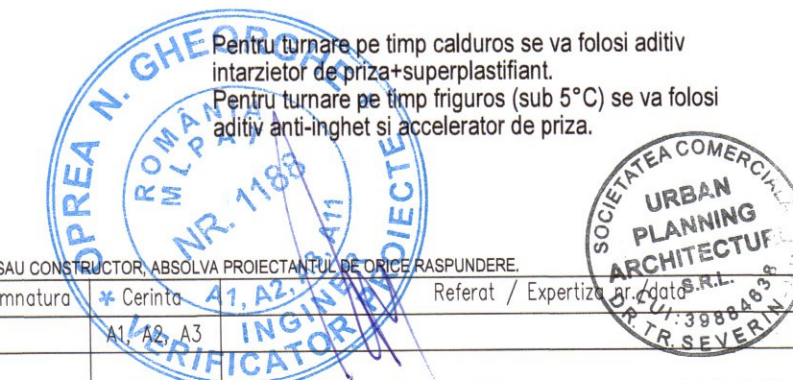 Pentru turnare pe timp calduros se va folosi aditiv
intarzietor de priza+superplastifiant.
Pentru turnare pe timp friguros (sub 5°C) se va folosi
aditiv anti-inghet si accelerator de priza.
OPREA N. GHEORGHE
ROMÂNIA
NR. 1188
A1, A2, A3, A11
INGINER
VERIFICATOR PROIECTE
SOCIETATEA COMERCIALA
URBAN
PLANNING
ARCHITECTUR
S.R.L.
CUI:39884638
DR. TR. SEVERIN
SAU CONSTRUCTOR, ABSOLVA PROIECTANTUL DE ORICE RASPUNDERE.
mnatura * Cerinta Referat / Expertiza nr./data
A1, A2, A3